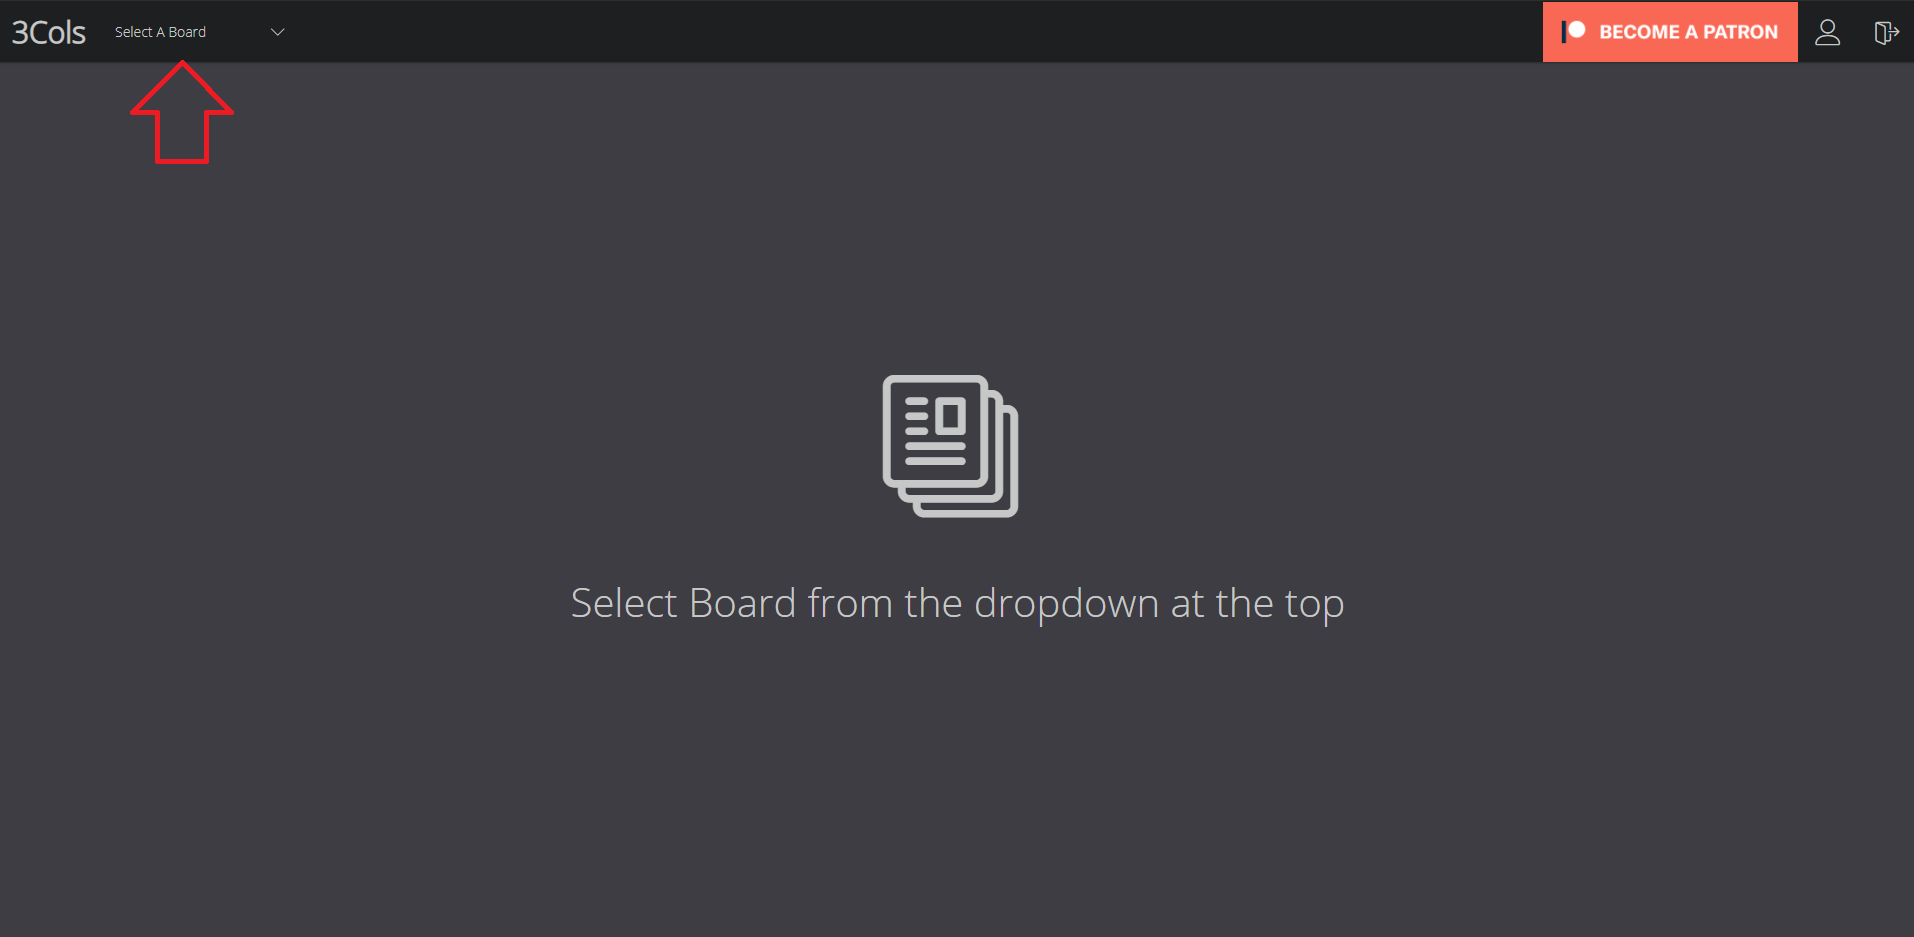 3Cols
Select A Board
BECOME A PATRON
Select Board from the dropdown at the top